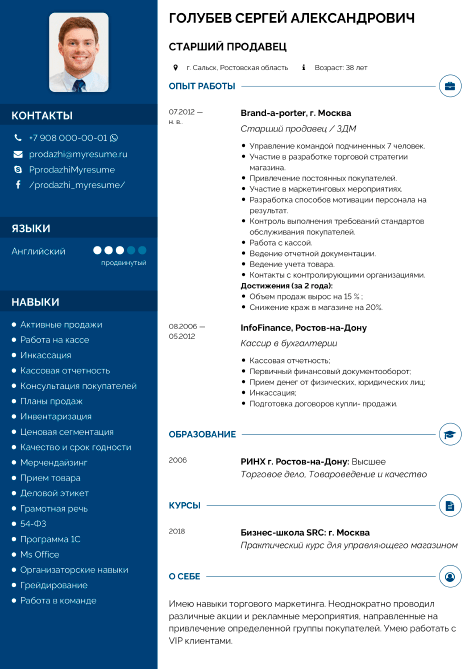 ГОЛУБЕВ СЕРГЕЙ АЛЕКСАНДРОВИЧ
СТАРШИЙ ПРОДАВЕЦ
г. Сальск, Ростовская область
Возраст: 38 лет
КОНТАКТЫ
+7 908 000-00-01
prodazhi@myresume.ru
PprodazhiMyresume
/prodazhi_myresume/
ЯЗЫКИ
Английский
продвинутый
НАВЫКИ
Активные продажи
Работа на кассе
Инкассация
Кассовая отчетность
Консультация покупателей
Планы продаж
Инвентаризация
Ценовая сегментация
Качество и срок годности
Мерчендайзинг
Прием товара
Деловой этикет
Грамотная речь
54-ФЗ
Программа 1С
Ms Office
Организаторские навыки
Грейдирование
Работа в команде
ОПЫТ РАБОТЫ
07.2012 —
н. в.
Brand-a-porter, г. Москва
Старший продавец / ЗДМ
Управление командой подчиненных 7 человек.
Участие в разработке торговой стратегии
магазина.
Привлечение постоянных покупателей.
Участие в маркетинговых мероприятиях.
Разработка способов мотивации персонала на
результат.
Контроль выполнения требований стандартов
обслуживания покупателей.
Работа с кассой.
Ведение отчетной документации.
Ведение учета товара.
Контакты с контролирующими организациями.
Достижения (за 2 года):
Объем продаж вырос на 15 % ;
Снижение краж в магазине на 20%.
08.2006 —
05.2012
InfoFinance, Ростов-на-Дону
Кассир в бухгалтерии
Кассовая отчетность;
Первичный финансовый документооборот;
Прием денег от физических, юридических лиц;
Инкассация;
Подготовка договоров купли- продажи.
ОБРАЗОВАНИЕ
2006
РИНХ г. Ростов-на-Дону: Высшее
Торговое дело, Товароведение и качество
КУРСЫ
2018
Бизнес-школа SRC: г. Москва
Практический курс для управляющего магазином
О СЕБЕ
Имею навыки торгового маркетинга. Неоднократно проводил
различные акции и рекламные мероприятия, направленные на
привлечение определенной группы покупателей. Умею работать с
VIP клиентами.